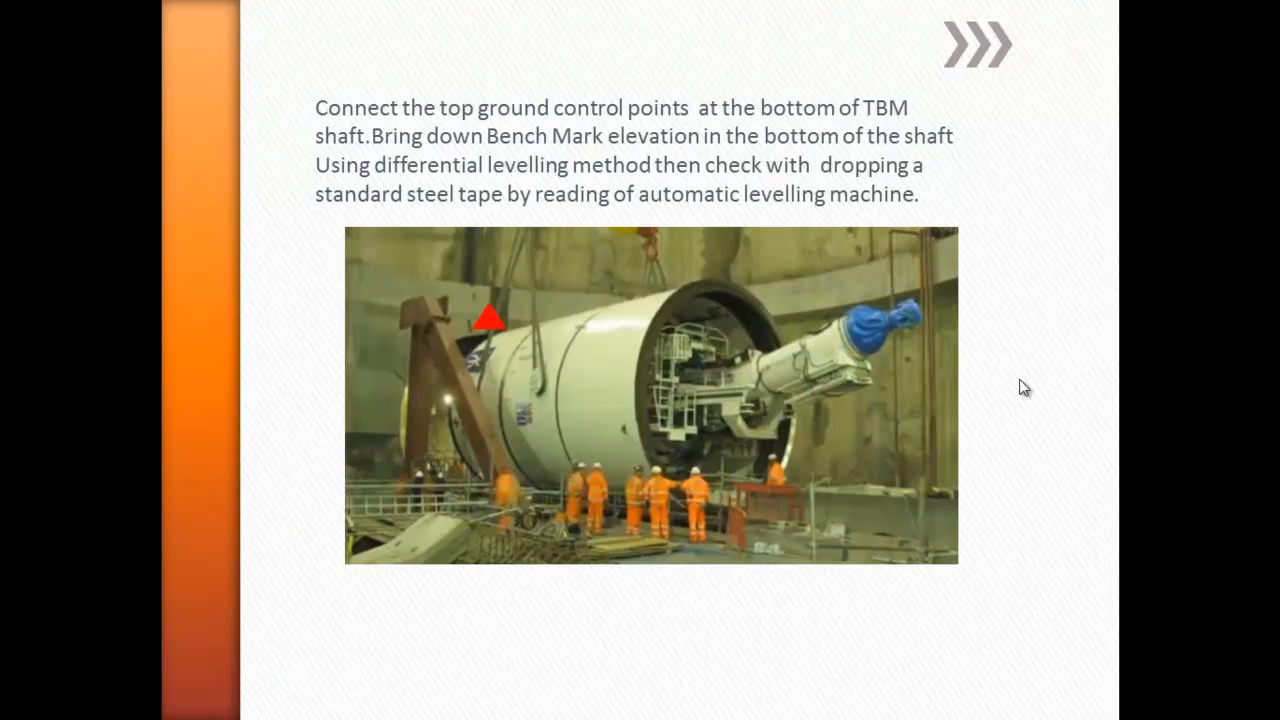 Connect the top ground control points  at the bottom of TBM
shaft.Bring down Bench Mark elevation in the bottom of the shaft
Using differential levelling method then check with  dropping a
standard steel tape by reading of automatic levelling machine.